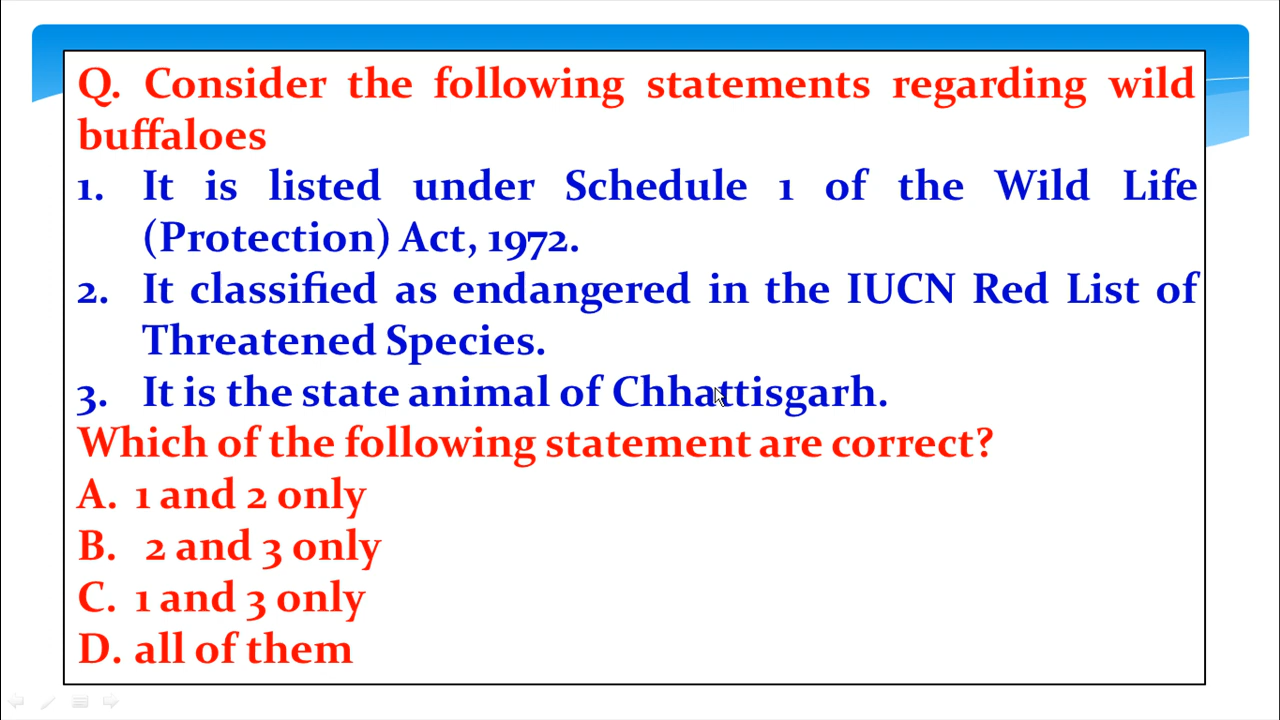 Q. Consider the following statements regarding wild
buffaloes
1. It is listed under Schedule 1 of the Wild Life
(Protection) Act, 1972.
2. It classified as endangered in the IUCN Red List of
Threatened Species.
3. It is the state animal of Chhattisgarh.
Which of the following statement are correct?
A. 1 and 2 only
B. 2 and 3 only
C. 1 and 3 only
D. all of them